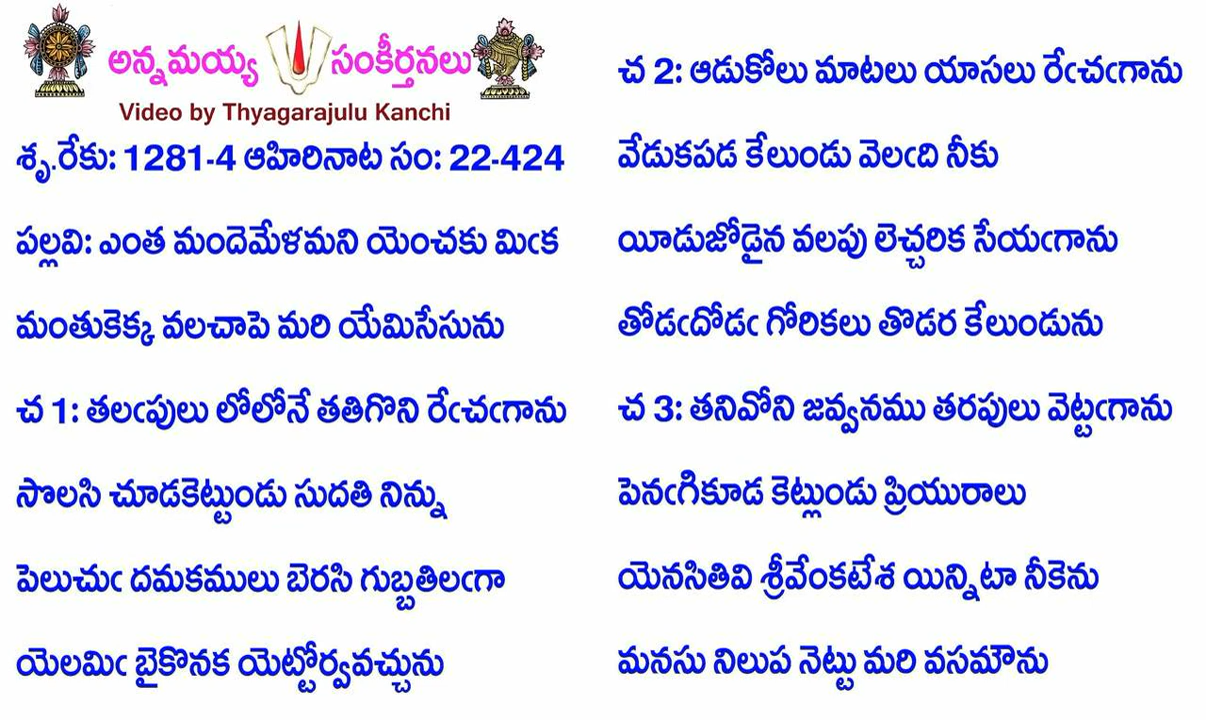 అన్నమయ్య సంకీర్తనలు
Video by Thyagarajulu Kanchi
శృ.రేకు: 1281-4 ఆహిరినాట సం: 22-424
పల్లవి: ఎంత మందెమేళమని యెంచకు మిఁక
మంతుకెక్క వలచాపె మరి యేమిసేసును
చ 1: తలఁపులు లోలోనే తతిగొని రేఁచఁగాను
సొలసి చూడకెట్టుండు సుదతి నిన్ను
పెలుచుఁ దమకములు బెరసి గుబ్బతిలఁగా
యెలమిఁ బైకొనక యెట్టోర్వవచ్చును
చ 2: ఆడుకోలు మాటలు యాసలు రేఁచఁగాను
వేడుకపడ కేలుండు వెలఁది నీకు
యీడుజోడైన వలపు లెచ్చరిక సేయఁగాను
తోడఁదోడఁ గోరికలు తొడర కేలుండును
చ 3: తనివోని జవ్వనము తరపులు వెట్టఁగాను
పెనఁగికూడ కెట్లుండు ప్రియురాలు
యెనసితివి శ్రీవేంకటేశ యిన్నిటా నీకెను
మనసు నిలుప నెట్టు మరి వసమౌను